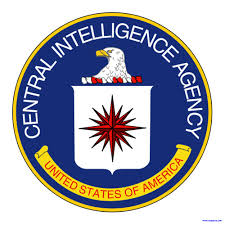 CENTRAL INTELLIGENCE AGENCY
UNITED STATES OF AMERICA